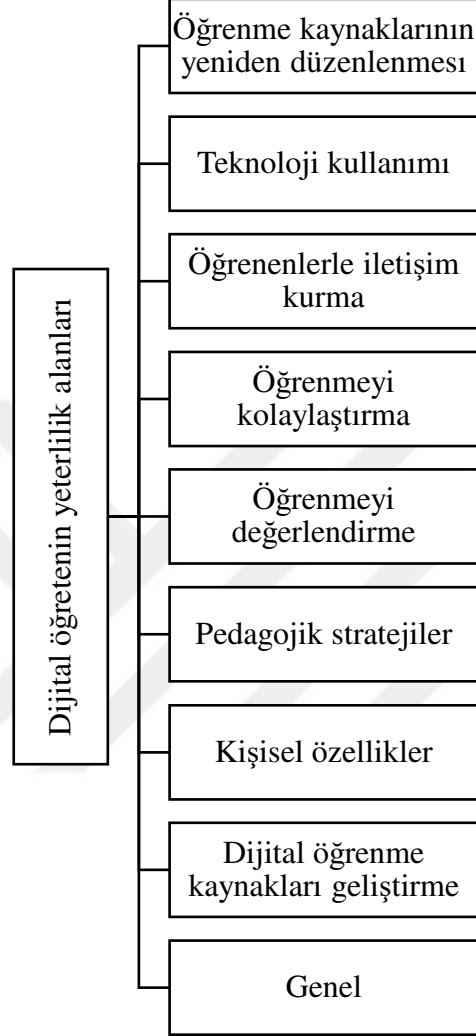 Öğrenme kaynaklarının
yeniden düzenlenmesi
Teknoloji kullanımı
Öğrenenlerle iletişim
kurma
Öğrenmeyi
kolaylaştırma
Dijital öğretenin yeterlilik alanları
Öğrenmeyi
değerlendirme
Pedagojik stratejiler
Kişisel özellikler
Dijital öğrenme
kaynakları geliştirme
Genel